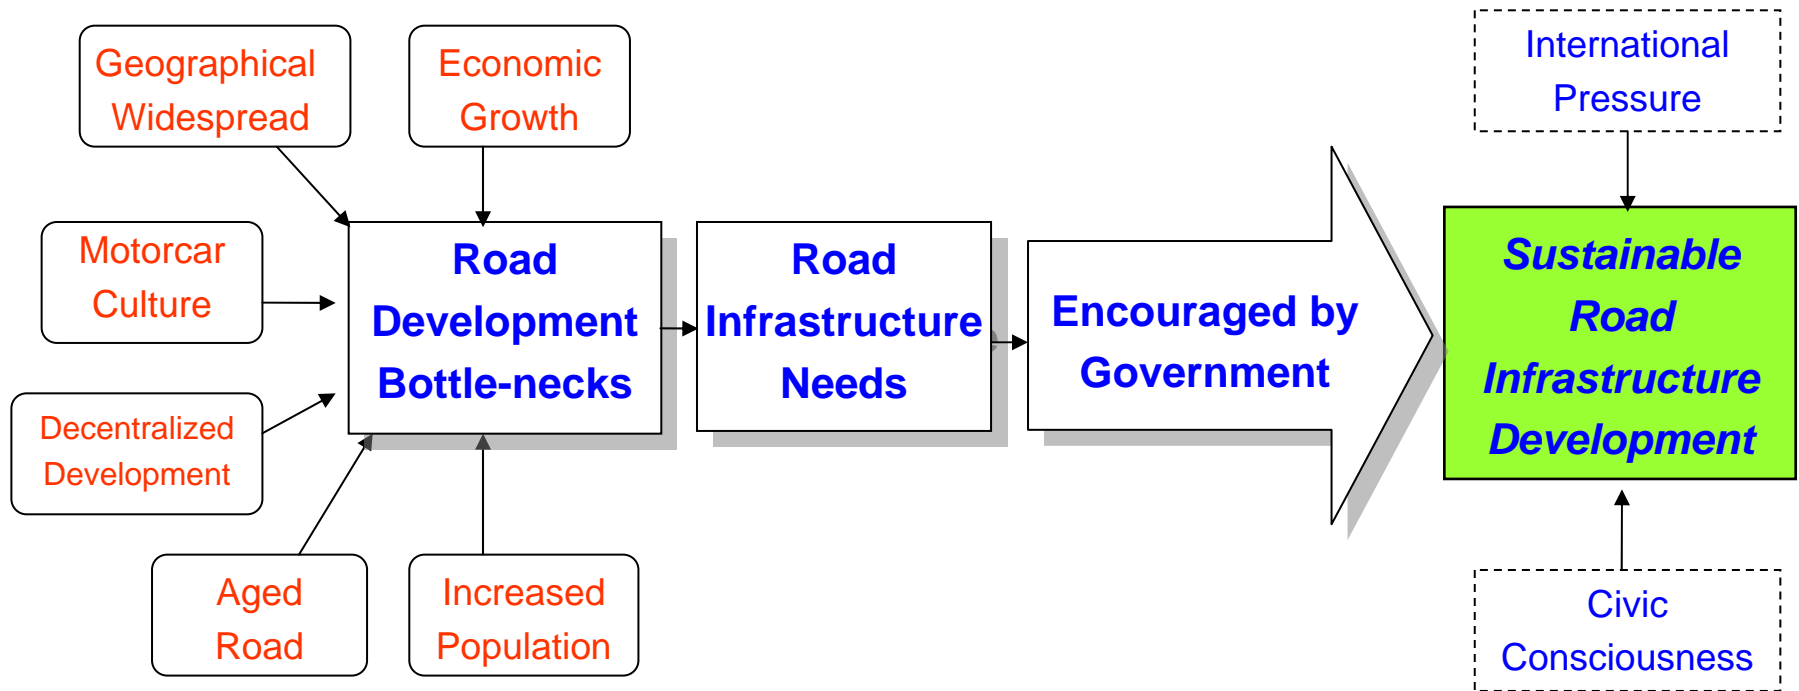 Geographical
Widespread
Economic
Growth
International
Pressure
Motorcar
Culture
Road
Development
Bottle-necks
Road
Infrastructure
Needs
Encouraged by
Government
Sustainable
Road
Infrastructure
Development
Decentralized
Development
Aged
Road
Increased
Population
Civic
Consciousness